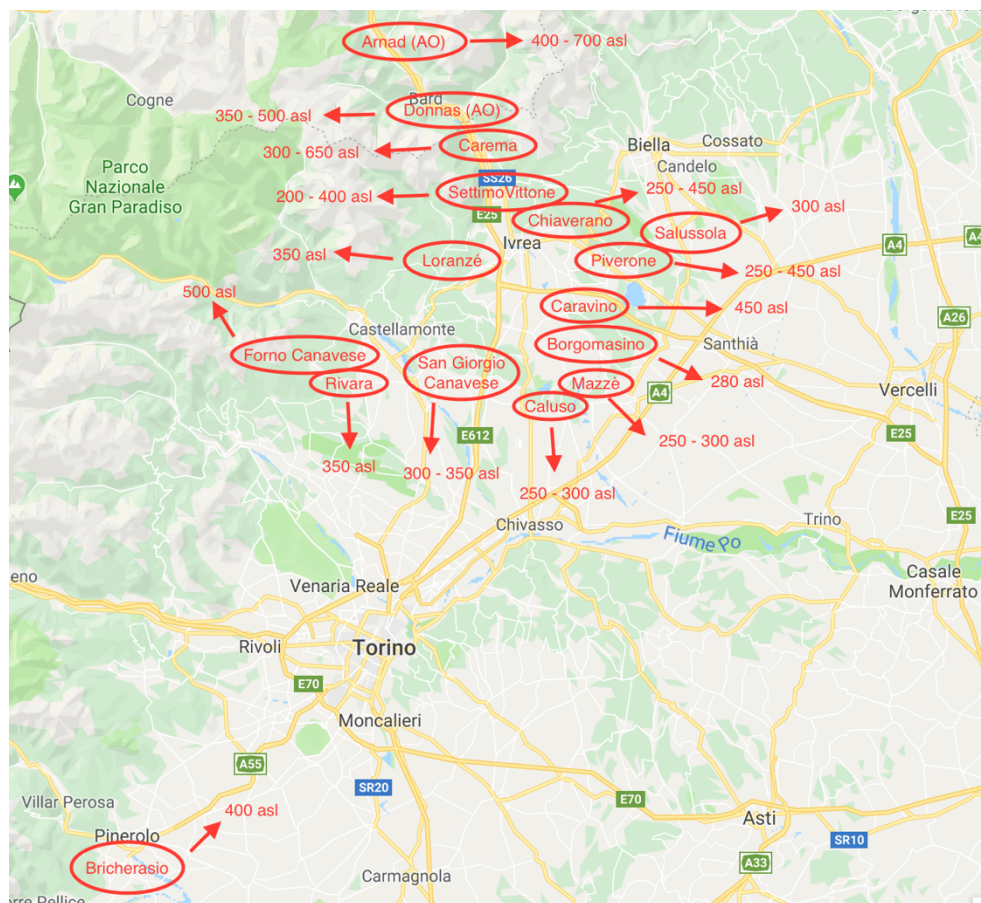 Arnad (AO)
400 - 700 asl
Cogne
Bard
350 - 500 asl
Donnas (AO)
Cossato
300 - 650 asl
Carema
Biella
Parco
Nazionale
Gran Paradiso
Candelo
SS26
200 - 400 asl
SettimoVittone
250 - 450 asl
E25
Chiaverano
300 asl
Salussola
Ivrea
A4
A4
350 asl
Loranzé
Piverone
250 - 450 asl
500 asl
Caravino
450 asl
A26
Castellamonte
Borgomasino
Santhià
Forno Canavese
San Giorgio
Canavese
Rivara
Mazzè
280 asl
A4
Vercelli
Caluso
E612
E25
250 - 300 asl
350 asl
300 - 350 asl
250 - 300 asl
Chivasso
Trino
E25
Fiume Po
eno
Venaria Reale
Casale
Monferrato
Rivoli
Torino
E70
Moncalieri
A55
SR20
E70
Villar Perosa
400 asl
Asti
Pinerolo
SR10
Bricherasio
A33
Carmagnola
rre Pellice